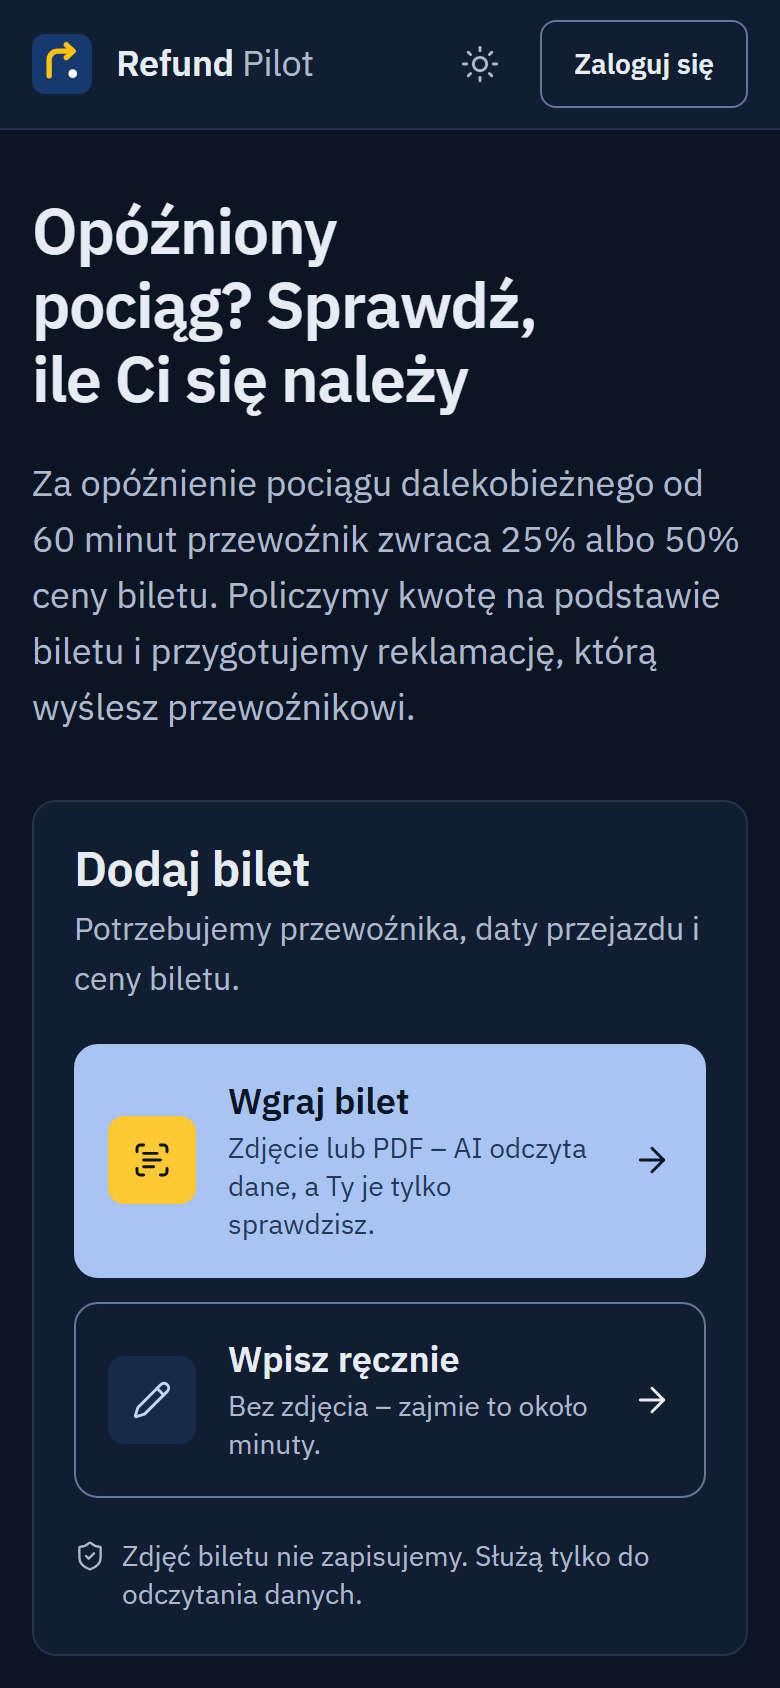 Refund Pilot
Zaloguj się
Opóźniony
pociąg? Sprawdź,
ile Ci się należy
Za opóźnienie pociągu dalekobieżnego od
60 minut przewoźnik zwraca 25% albo 50%
ceny biletu. Policzymy kwotę na podstawie
biletu i przygotujemy reklamację, którą
wyślesz przewoźnikowi.
Dodaj bilet
Potrzebujemy przewoźnika, daty przejazdu i
ceny biletu.
Wgraj bilet
Zdjęcie lub PDF – AI odczyta
dane, a Ty je tylko
sprawdzisz.
Wpisz ręcznie
Bez zdjęcia – zajmie to około
minuty.
Zdjęć biletu nie zapisujemy. Służą tylko do
odczytania danych.